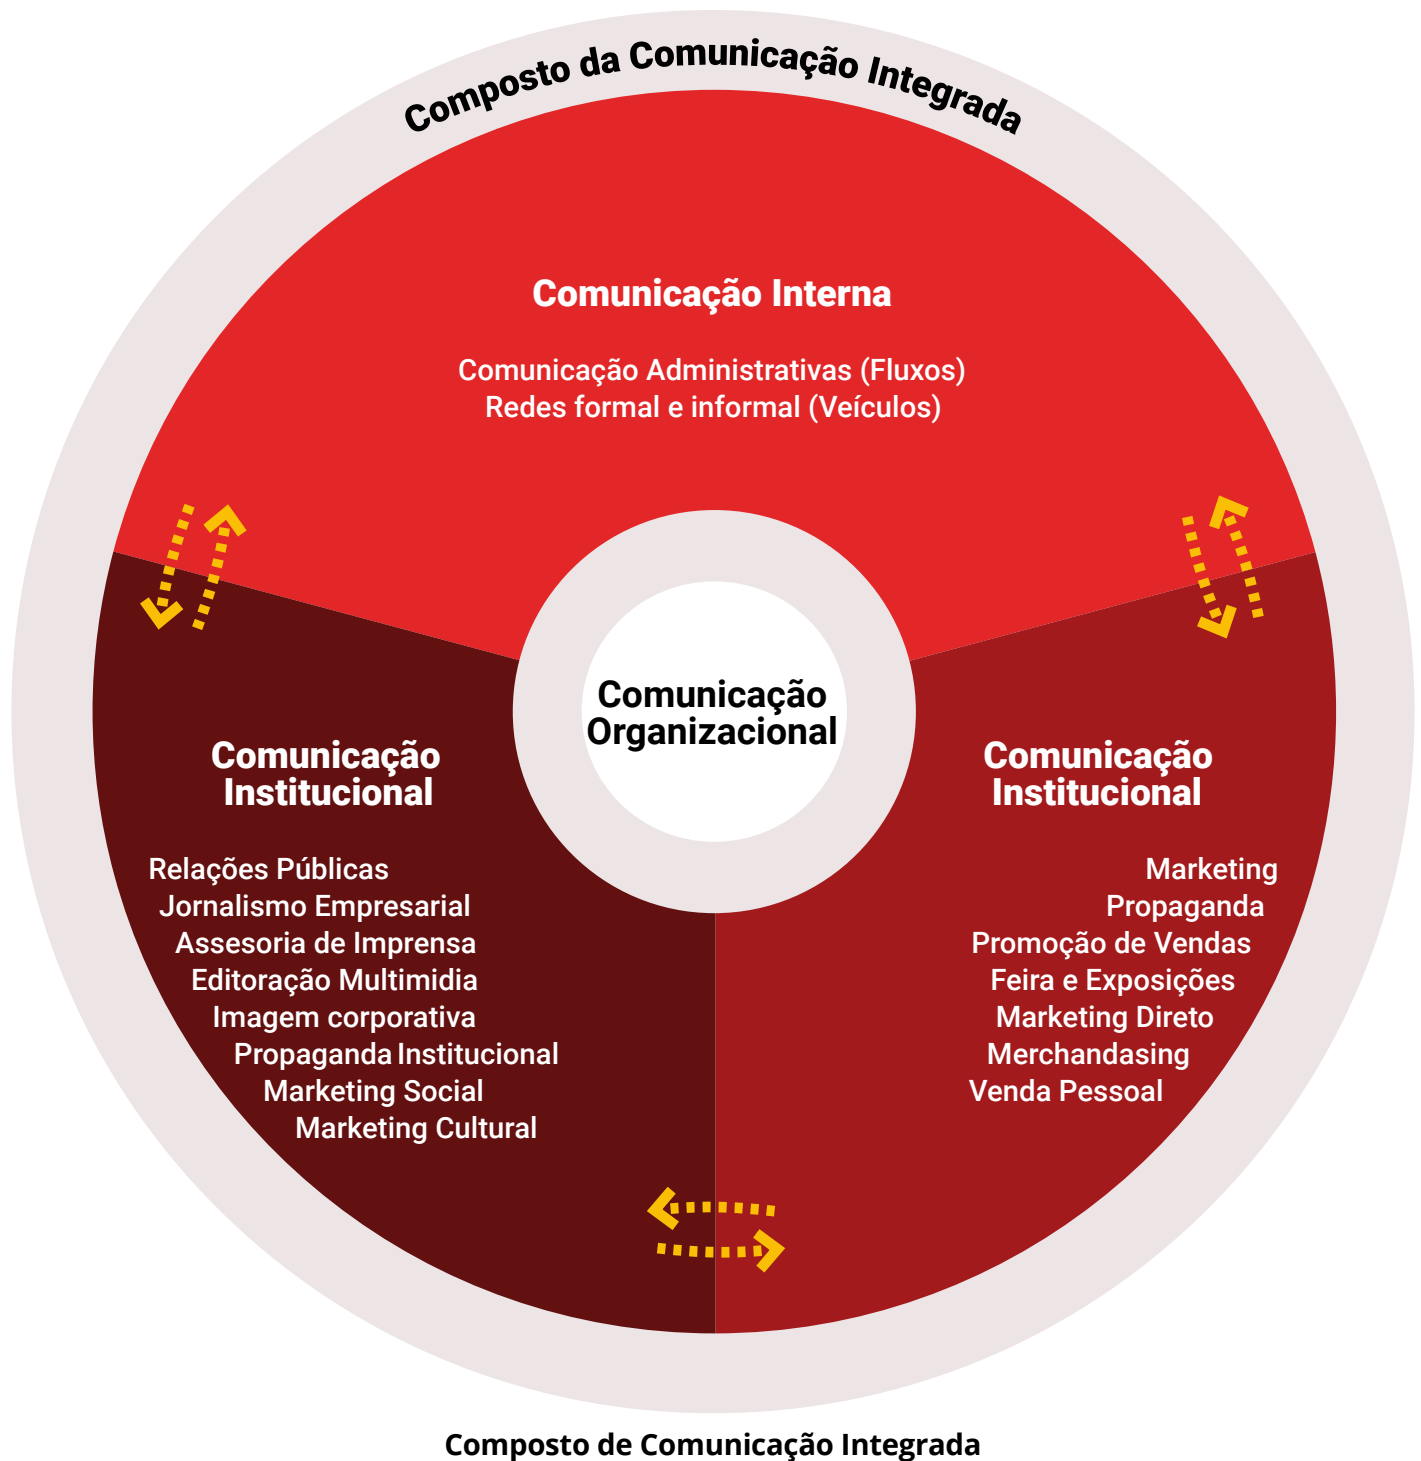 Composto da Comunicação Integrada
Comunicação Interna
Comunicação Administrativas (Fluxos)
Redes formal e informal (Veículos)
Comunicação
Organizacional
Comunicação
Institucional
Relações Públicas
Jornalismo Empresarial
Assesoria de Imprensa
Editoração Multimidia
Imagem corporativa
Propaganda Institucional
Marketing Social
Marketing Cultural
Comunicação
Institucional
Marketing
Propaganda
Promoção de Vendas
Feira e Exposições
Marketing Direto
Merchandasing
Venda Pessoal
Composto de Comunicação Integrada